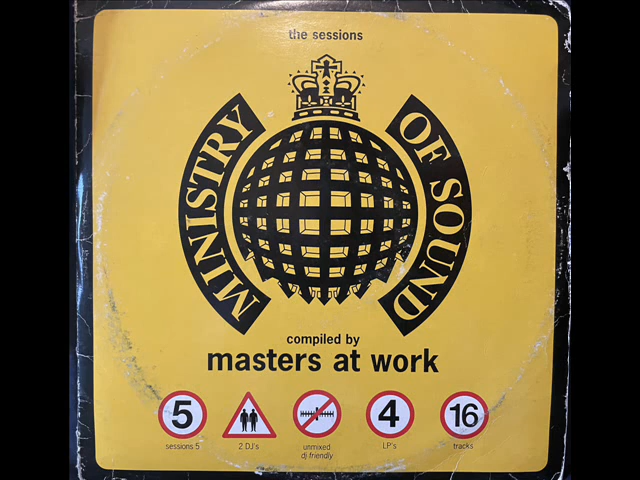 the sessions
MINISTRY OF SOUND
compiled by
masters at work
5 4 16
sessions 5 2 DJ's unmixed LP's tracks
dj friendly